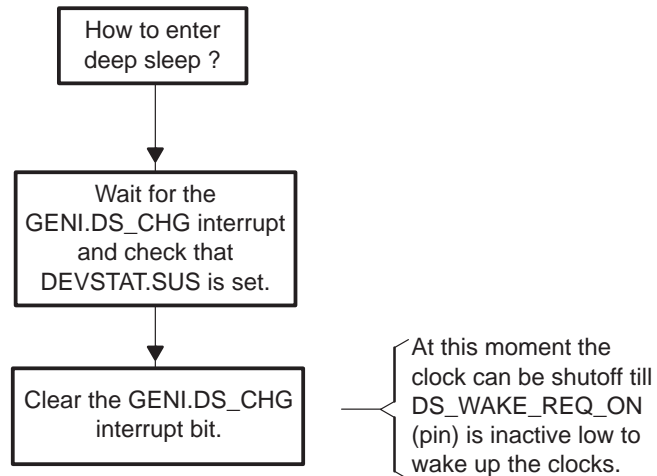 How to enter
deep sleep ?
Wait for the
GENI.DS_CHG interrupt
and check that
DEVSTAT.SUS is set.
Clear the GENI.DS_CHG
interrupt bit.
At this moment the
clock can be shutoff till
DS_WAKE_REQ_ON
(pin) is inactive low to
wake up the clocks.